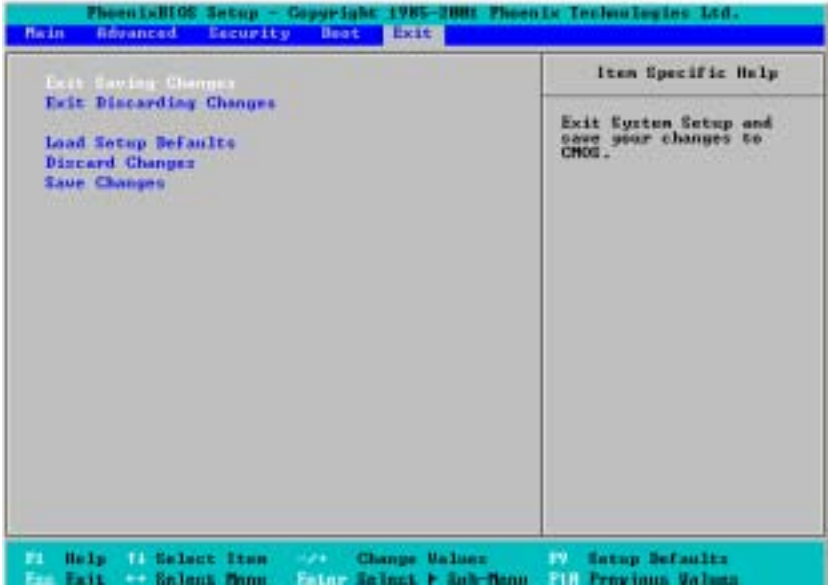 PhoenixBIOS Setup - Copyright 1985-2001 Phoenix Technologies Ltd.
Main Advanced Security Boot Exit
Exit Saving Changes
Exit Discarding Changes
Load Setup Defaults
Discard Changes
Save Changes
Item Specific Help
Exit System Setup and
save your changes to
CMOS.
F1 Help ↑↓ Select Item -/+ Change Values F9 Setup Defaults
Esc Exit ↔ Select Menu Enter Select ▶ Sub-Menu F10 Previous Values